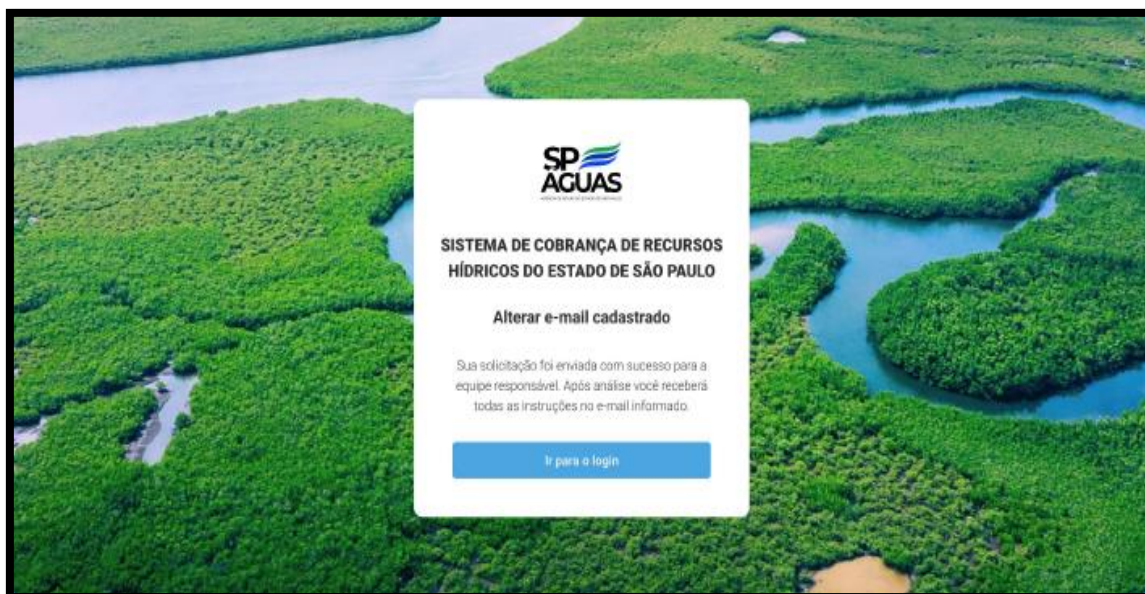 SP
ÁGUAS
SISTEMA DE COBRANÇA DE RECURSOS
HÍDRICOS DO ESTADO DE SÃO PAULO
Alterar e-mail cadastrado
Sua solicitação foi enviada com sucesso para a
equipe responsável. Após análise você receberá
todas as instruções no e-mail informado.
Ir para o login